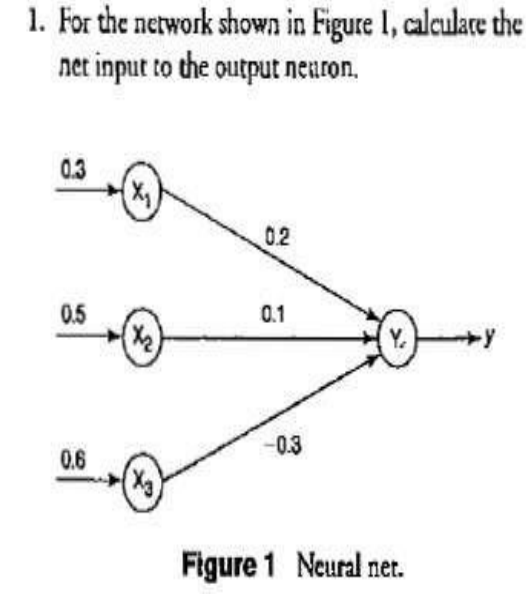 1. For the network shown in Figure 1, calculate the
net input to the output neuron.
0.3
X1
0.2
0.5
X2
0.1
Y
y
-0.3
0.6
X3
Figure 1 Neural net.